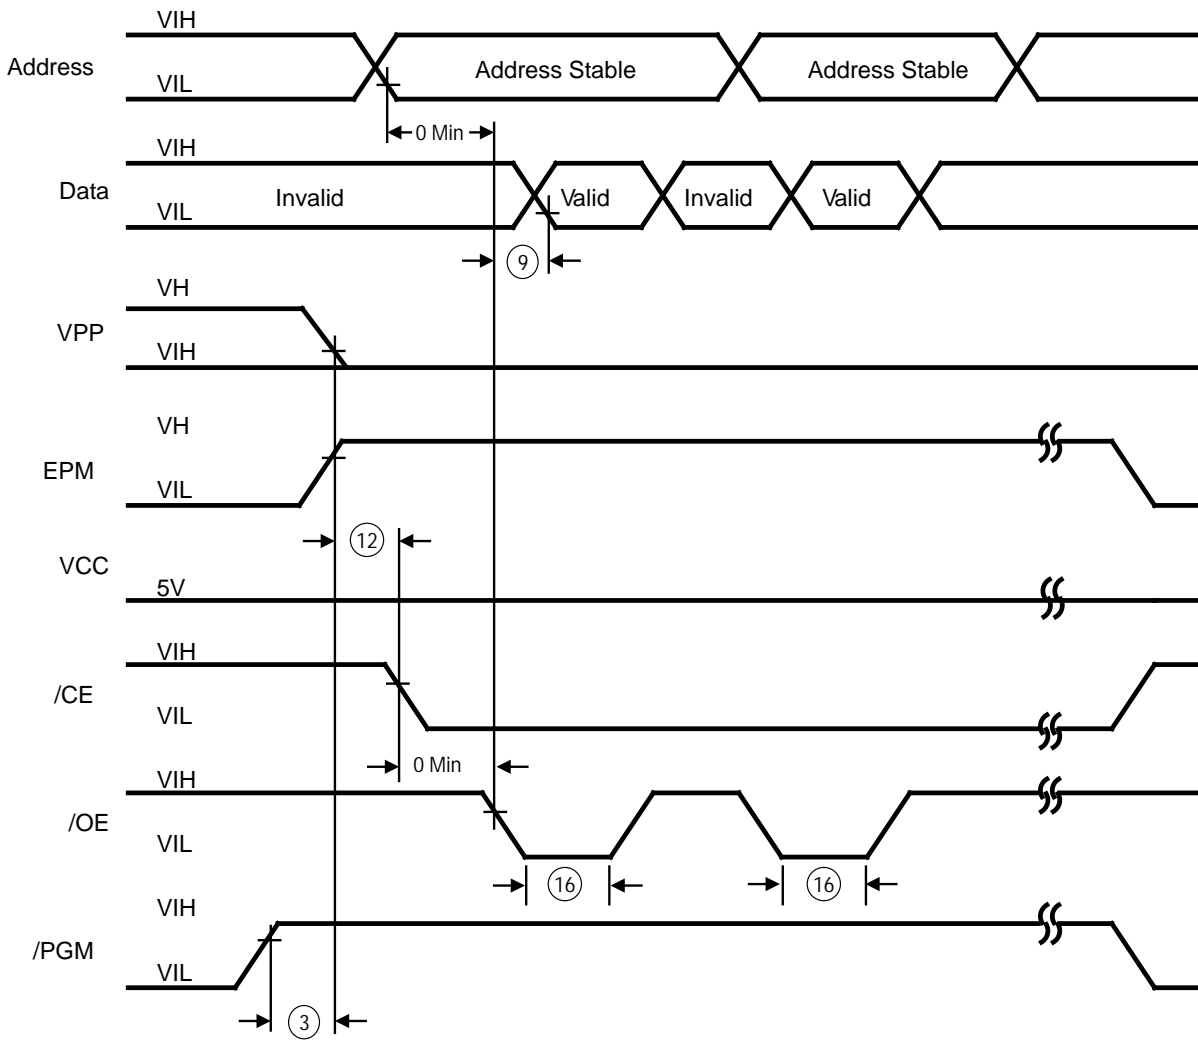 VIH
Address
Address Stable
Address Stable
VIL
0 Min
VIH
Data
Invalid
Valid
Invalid
Valid
VIL
9
VH
VPP
VIH
VH
EPM
VIL
12
VCC
5V
VIH
/CE
VIL
0 Min
VIH
/OE
VIL
16
16
VIH
/PGM
VIL
3